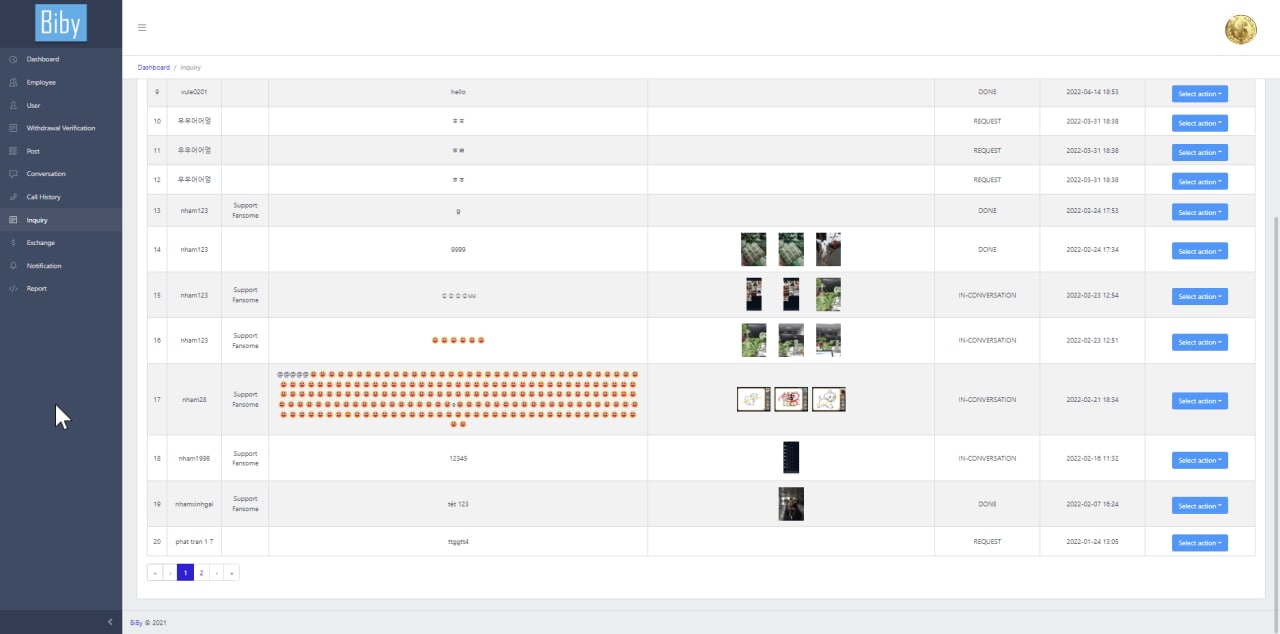 Biby
Dashboard
Employee
User
Withdrawal Verification
Post
Conversation
Call History
Inquiry
Exchange
Notification
Report
Dashboard / Inquiry
9 vule0201 hello DONE 2022-04-14 18:53 Select action
10 우우어어엉 ㅎㅎ REQUEST 2022-03-31 18:38 Select action
11 우우어어엉 REQUEST 2022-03-31 18:38 Select action
12 우우어어엉 ㅎㅎ REQUEST 2022-03-31 18:36 Select action
13 nham123 Support Fansome g DONE 2022-02-24 17:53 Select action
14 nham123 9999 DONE 2022-02-24 17:34 Select action
15 nham123 Support Fansome ☺☺☺☺uu IN-CONVERSATION 2022-02-23 12:54 Select action
16 nham123 Support Fansome IN-CONVERSATION 2022-02-23 12:51 Select action
17 nham28 Support Fansome @@@@@ IN-CONVERSATION 2022-02-21 18:34 Select action
18 nham1998 Support Fansome 12345 IN-CONVERSATION 2022-02-16 11:32 Select action
19 nhamxinhgai Support Fansome tét 123 DONE 2022-02-07 16:24 Select action
20 phat tran 1 7 ttggtt4 REQUEST 2022-01-24 13:05 Select action
« ‹ 1 2 › »
BiBy © 2021